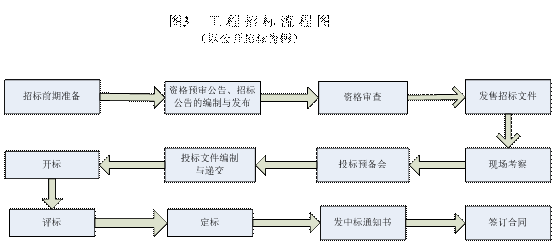 图3 工程招标流程图
（以公开招标为例）
招标前期准备
资格预审公告、招标
公告的编制与发布
资格审查
发售招标文件
现场考察
投标预备会
投标文件编制
与递交
开标
评标
定标
发中标通知书
签订合同